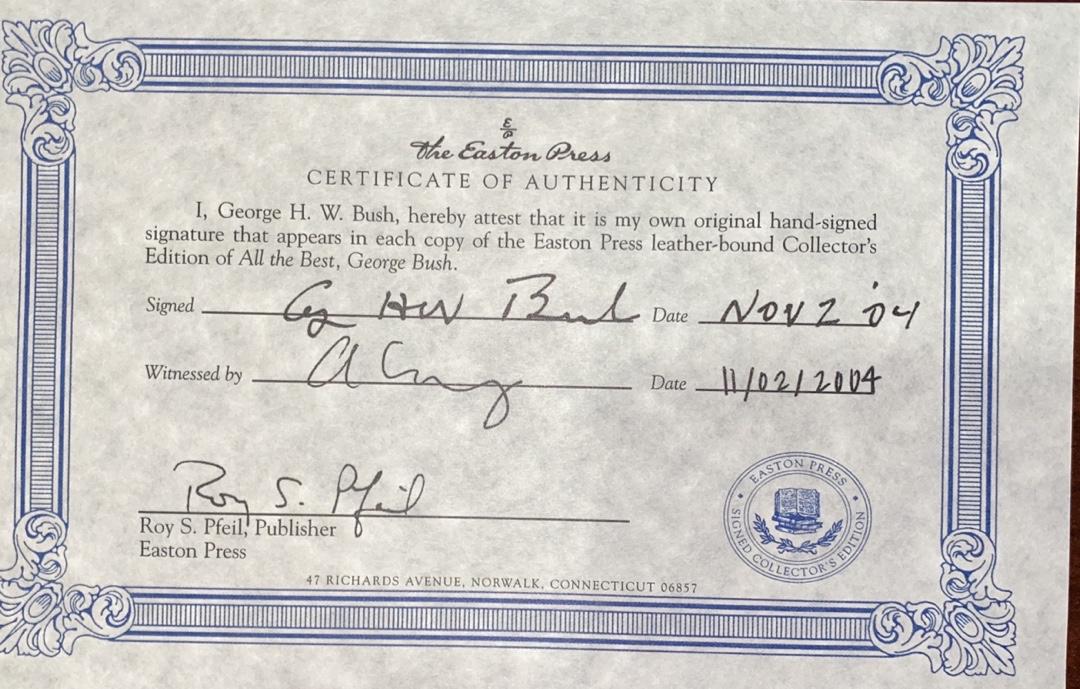 E/P
the Easton Press
CERTIFICATE OF AUTHENTICITY
I, George H. W. Bush, hereby attest that it is my own original hand-signed
signature that appears in each copy of the Easton Press leather-bound Collector's
Edition of All the Best, George Bush.
Signed G HW Bush Date NOV 2 '04
Witnessed by Date 11/02/2004
Roy S. Pfeil
Roy S. Pfeil, Publisher
Easton Press
EASTON PRESS
SIGNED COLLECTOR'S EDITION
47 RICHARDS AVENUE, NORWALK, CONNECTICUT 06857